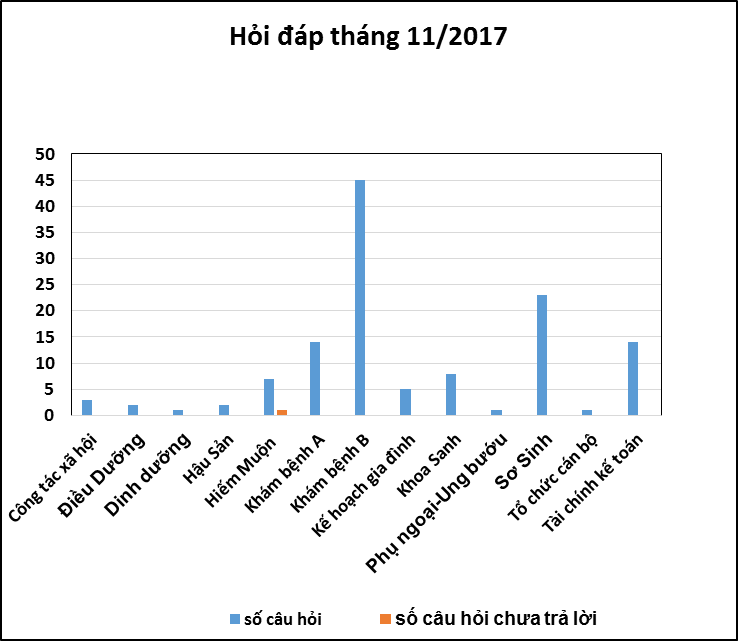 Hỏi đáp tháng 11/2017
50
45
40
35
30
25
20
15
10
5
0
Công tác xã hội
Điều Dưỡng
Dinh dưỡng
Hậu Sản
Hiếm Muộn
Khám bệnh A
Khám bệnh B
Kế hoạch gia đình
Khoa Sanh
Phụ ngoại-Ung bướu
Sơ Sinh
Tổ chức cán bộ
Tài chính kế toán
số câu hỏi
số câu hỏi chưa trả lời